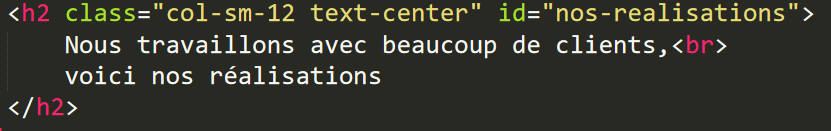 <h2 class="col-sm-12 text-center" id="nos-realisations">
Nous travaillons avec beaucoup de clients,<br>
voici nos réalisations
</h2>